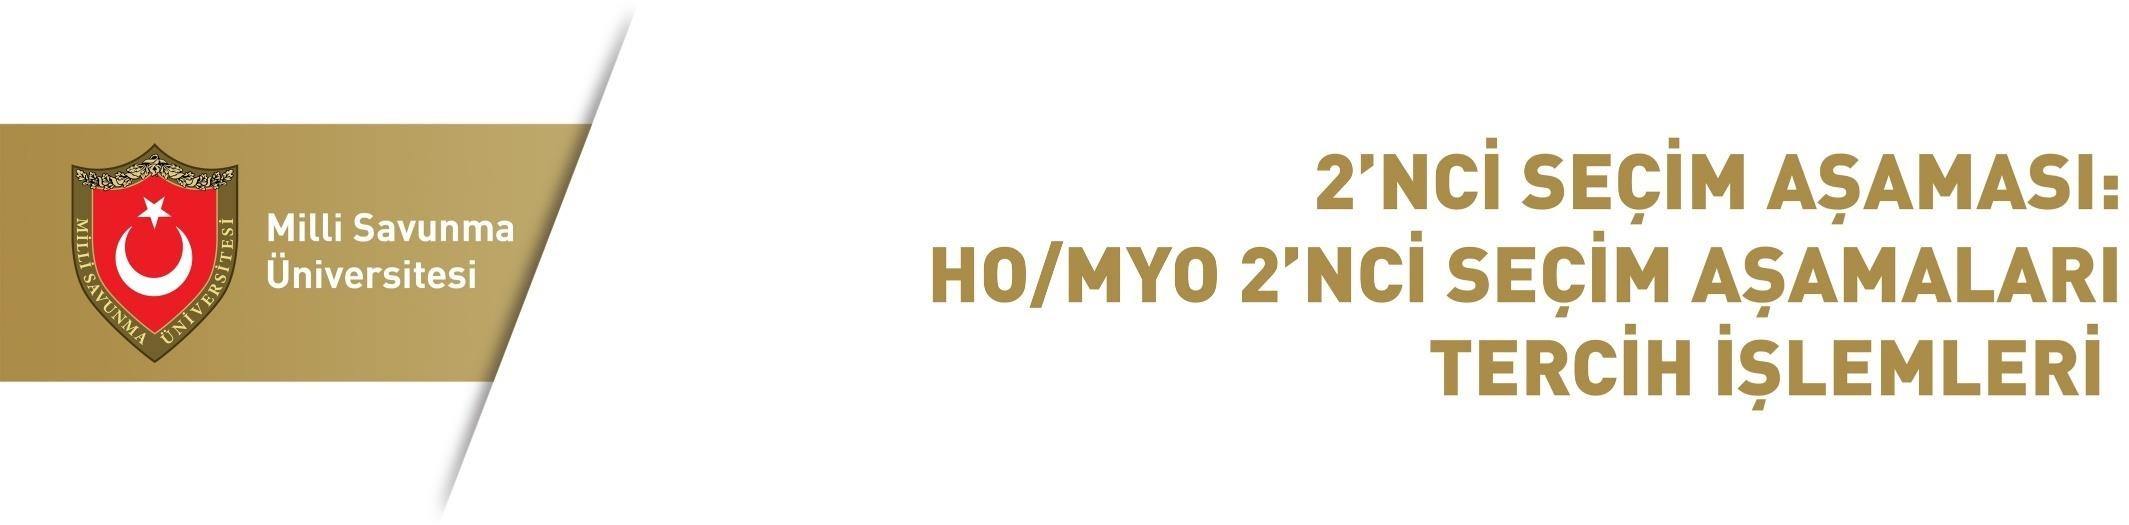 MİLLİ SAVUNMA ÜNİVERSİTESİ
Milli Savunma
Üniversitesi
2’NCİ SEÇİM AŞAMASI:
HO/MYO 2’NCİ SEÇİM AŞAMALARI
TERCİH İŞLEMLERİ